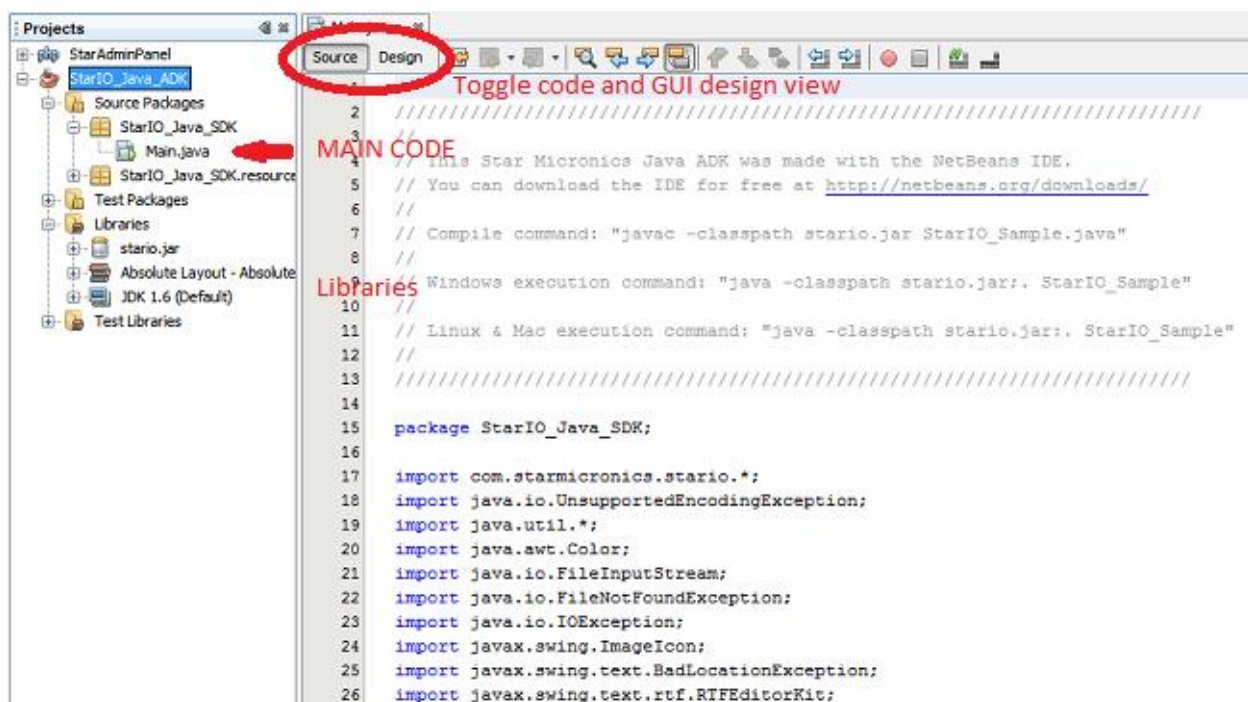 Projects
StarAdminPanel
StarIO_Java_ADK
Source Packages
StarIO_Java_SDK
Main.java
StarIO_Java_SDK.resource
Test Packages
Libraries
stario.jar
Absolute Layout - Absolute
JDK 1.6 (Default)
Test Libraries
Source Design
Toggle code and GUI design view
MAIN CODE
Libraries
1
2 ///////////////////////////////////////////////////////////////////////////
3 //
4 // This Star Micronics Java ADK was made with the NetBeans IDE.
5 // You can download the IDE for free at http://netbeans.org/downloads/
6 //
7 // Compile command: "javac -classpath stario.jar StarIO_Sample.java"
8 //
9 // Windows execution command: "java -classpath stario.jar;. StarIO_Sample"
10 //
11 // Linux & Mac execution command: "java -classpath stario.jar:. StarIO_Sample"
12 //
13 //////////////////////////////////////////////////////////////////////////
14
15 package StarIO_Java_SDK;
16
17 import com.starmicronics.stario.*;
18 import java.io.UnsupportedEncodingException;
19 import java.util.*;
20 import java.awt.Color;
21 import java.io.FileInputStream;
22 import java.io.FileNotFoundException;
23 import java.io.IOException;
24 import javax.swing.ImageIcon;
25 import javax.swing.text.BadLocationException;
26 import javax.swing.text.rtf.RTFEditorKit;